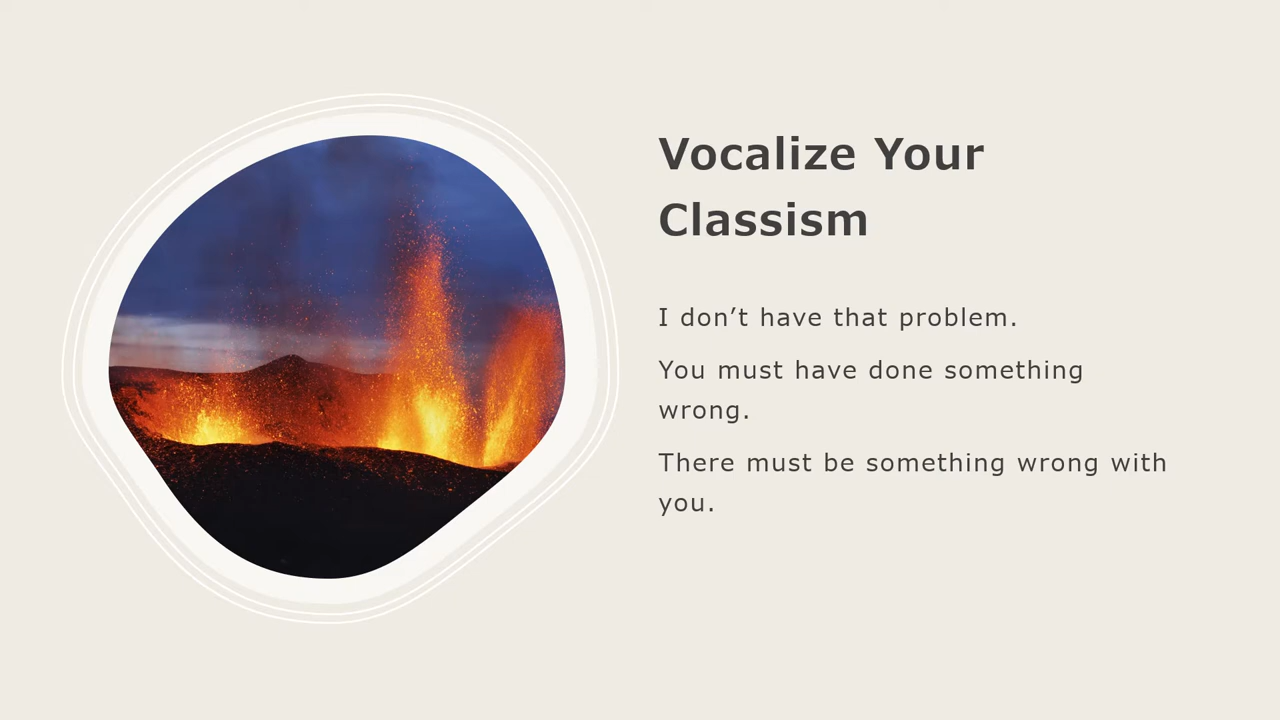 Vocalize Your
Classism
I don’t have that problem.
You must have done something
wrong.
There must be something wrong with
you.